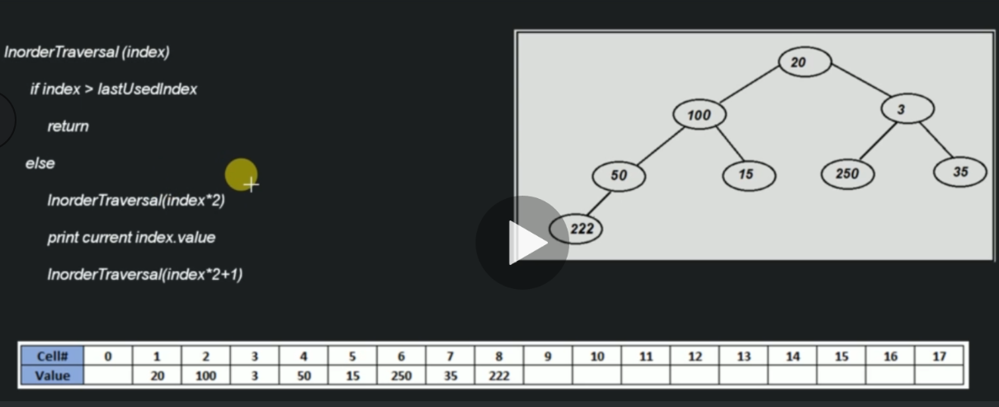 InorderTraversal (index)
if index > lastUsedIndex
return
else
InorderTraversal(index*2)
print current index.value
InorderTraversal(index*2+1)
20
100
3
50
15
250
35
222
Cell# 0 1 2 3 4 5 6 7 8 9 10 11 12 13 14 15 16 17
Value 20 100 3 50 15 250 35 222